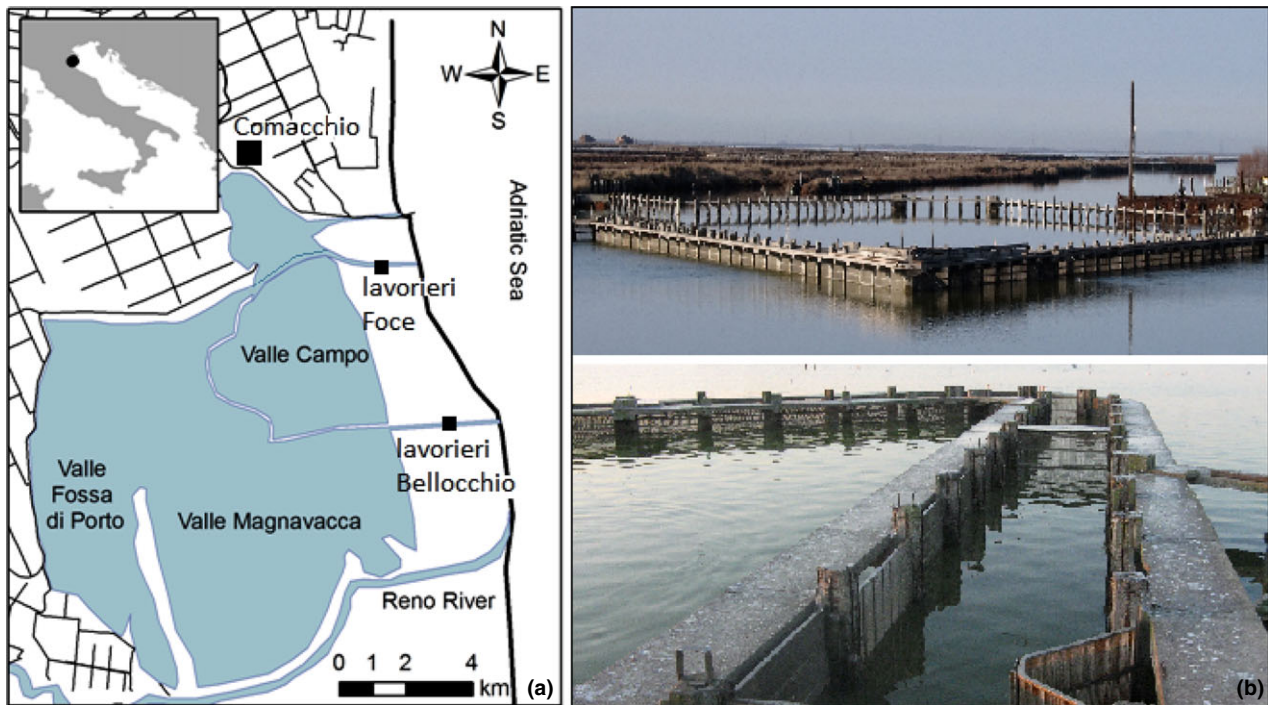 N
W E
S
Comacchio
Adriatic Sea
lavorieri
Foce
Valle Campo
lavorieri
Bellocchio
Valle
Fossa
di Porto
Valle Magnavacca
Reno River
0 1 2 4
km
(a)
(b)